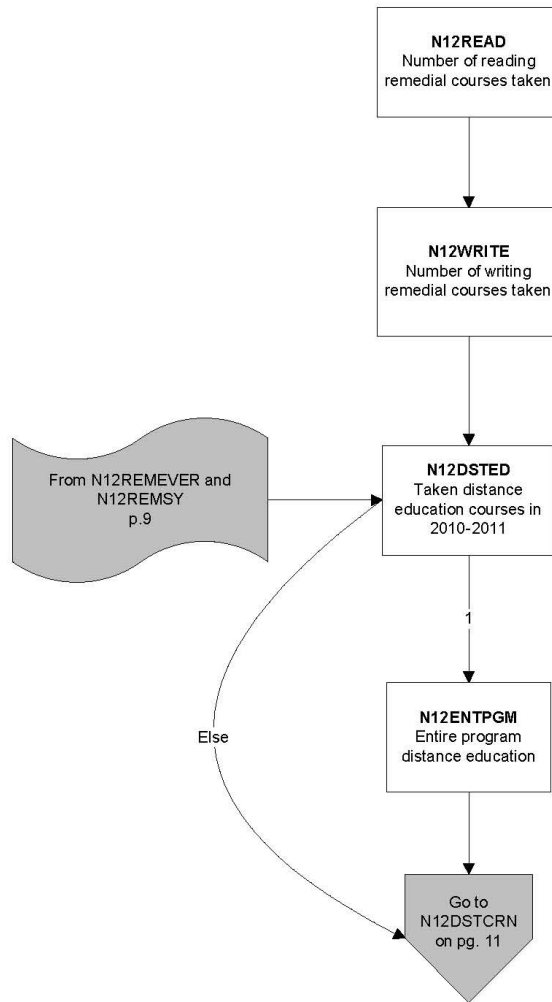 N12READ
Number of reading
remedial courses taken
N12WRITE
Number of writing
remedial courses taken
From N12REMEVER and
N12REMSY
p.9
N12DSTED
Taken distance
education courses in
2010-2011
1
N12ENTPGM
Entire program
distance education
Else
Go to
N12DSTCRN
on pg. 11